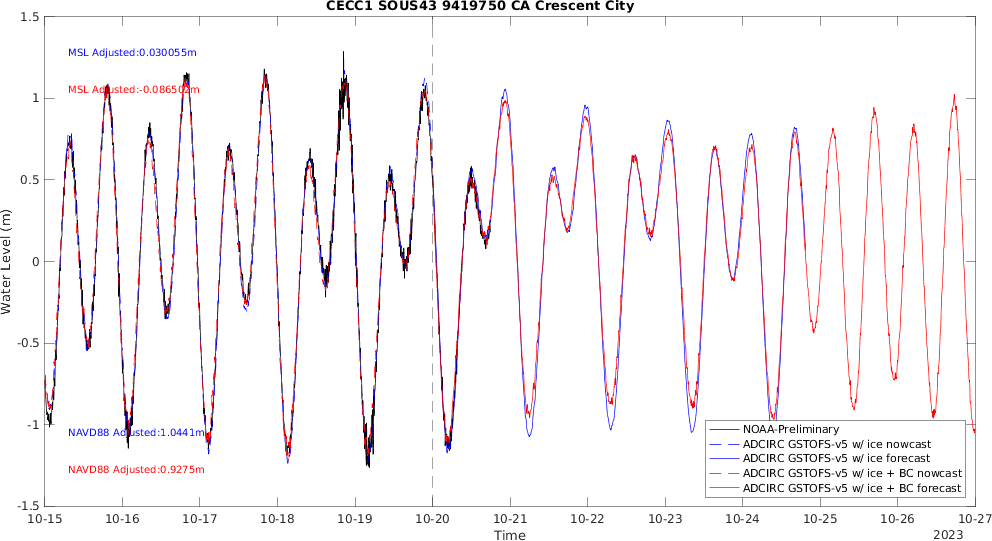 CECC1 SOUS43 9419750 CA Crescent City
1.5
1
0.5
0
-0.5
-1
-1.5
Water Level (m)
MSL Adjusted:0.030055m
MSL Adjusted:-0.086502m
NAVD88 Adjusted:1.0441m
NAVD88 Adjusted:0.9275m
NOAA-Preliminary
ADCIRC GSTOFS-v5 w/ ice nowcast
ADCIRC GSTOFS-v5 w/ ice forecast
ADCIRC GSTOFS-v5 w/ ice + BC nowcast
ADCIRC GSTOFS-v5 w/ ice + BC forecast
10-15 10-16 10-17 10-18 10-19 10-20 10-21 10-22 10-23 10-24 10-25 10-26 10-27
Time
2023